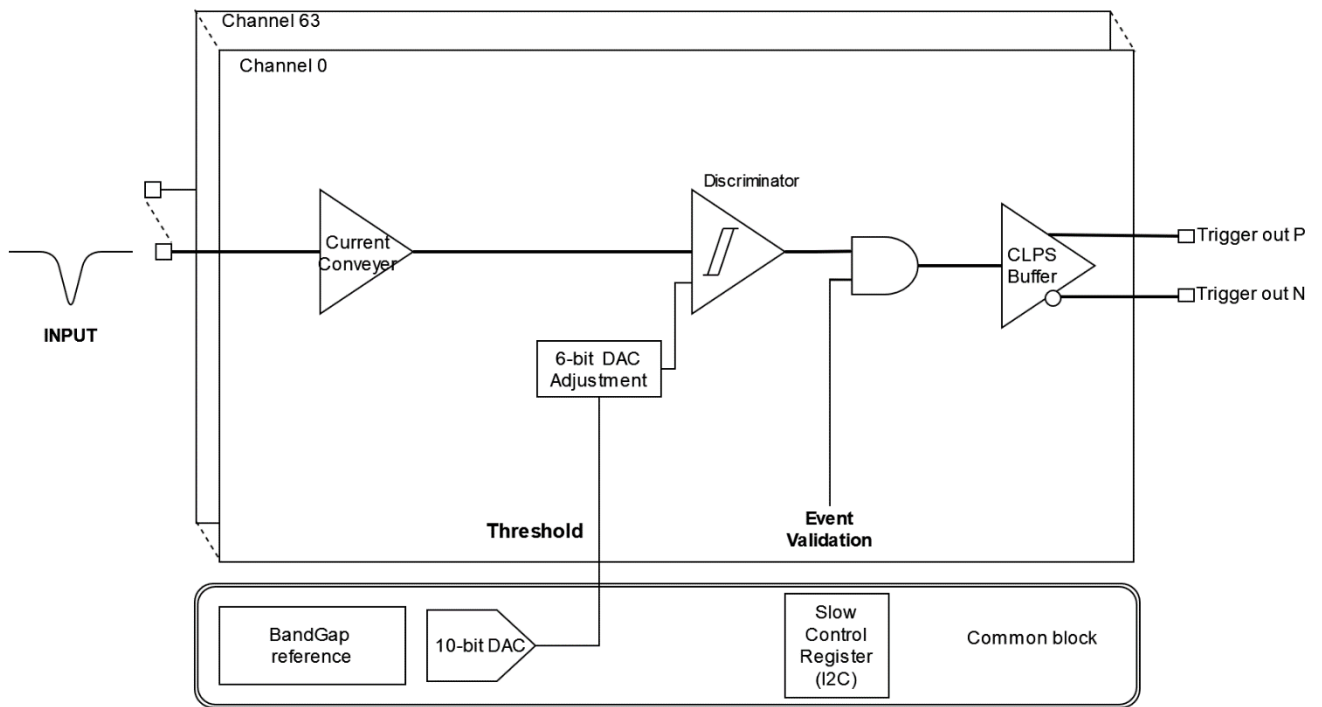 Channel 63
Channel 0
Discriminator
Current
Conveyer
CLPS
Buffer
Trigger out P
Trigger out N
INPUT
6-bit DAC
Adjustment
Threshold
Event
Validation
BandGap
reference
10-bit DAC
Slow
Control
Register
(I2C)
Common block